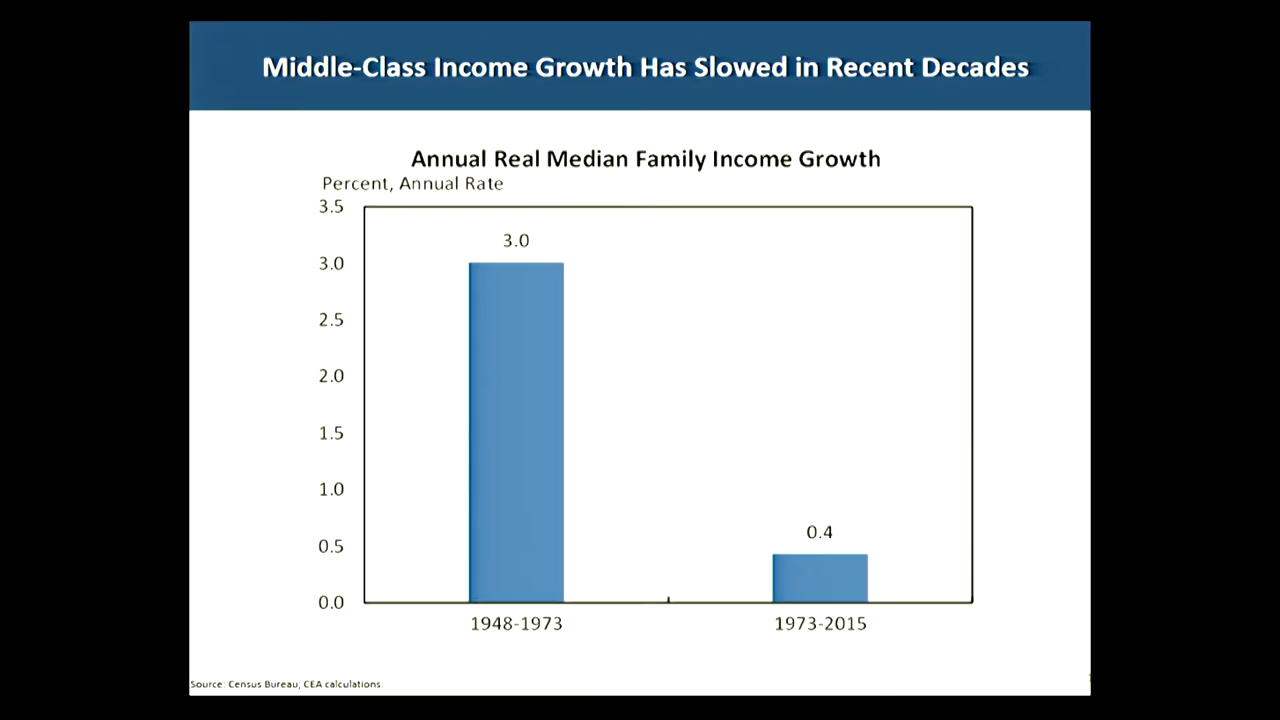 Middle-Class Income Growth Has Slowed in Recent Decades
Annual Real Median Family Income Growth
Percent, Annual Rate
3.5
3.0
3.0
2.5
2.0
1.5
1.0
0.4
0.5
0.0
1948-1973 1973-2015
Source: Census Bureau; CEA calculations.